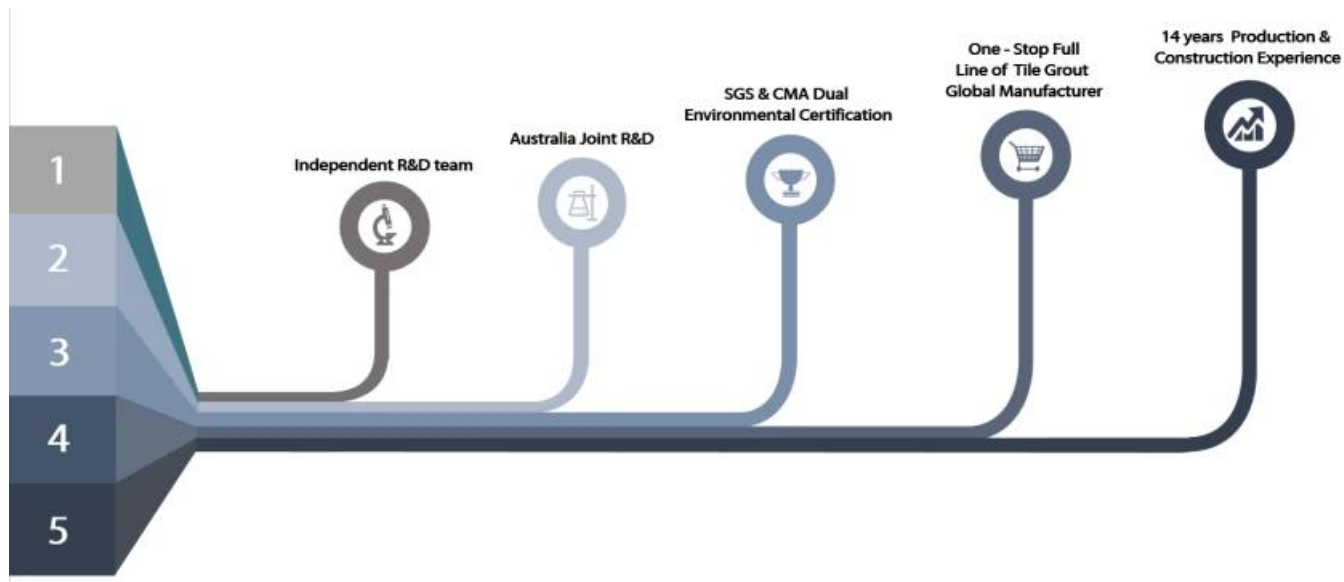 1
2
3
4
5
Independent R&D team
Australia Joint R&D
SGS & CMA Dual
Environmental Certification
One - Stop Full
Line of Tile Grout
Global Manufacturer
14 years Production &
Construction Experience